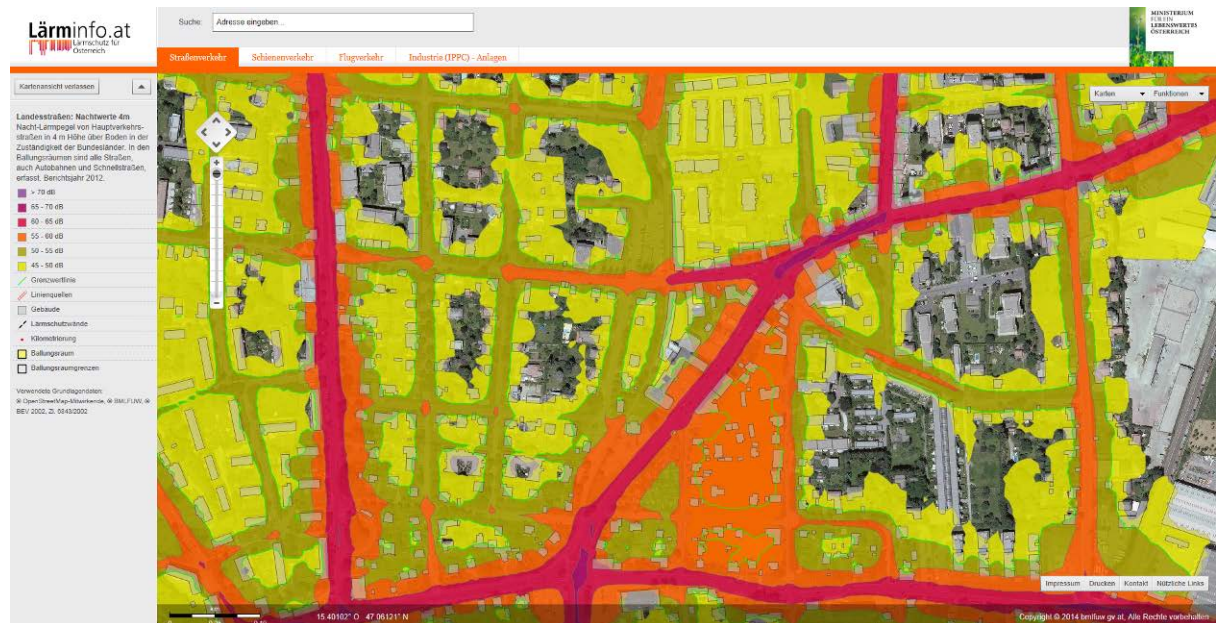 Lärminfo.at
Lärmschutz für
Österreich
Suche: Adresse eingeben...
MINISTERIUM
FÜR EIN
LEBENSWERTES
ÖSTERREICH
Straßenverkehr Schienenverkehr Flugverkehr Industrie (IPPC) - Anlagen
Kartenansicht verlassen
Karten Funktionen
Landesstraßen: Nachtwerte 4m
Nacht-Lärmpegel von Hauptverkehrs-
straßen in 4 m Höhe über Boden in der
Zuständigkeit der Bundesländer. In den
Ballungsräumen sind alle Straßen,
auch Autobahnen und Schnellstraßen,
erfasst. Berichtsjahr 2012.
> 70 dB
65 - 70 dB
60 - 65 dB
55 - 60 dB
50 - 55 dB
45 - 50 dB
Grenzwertlinie
Linienquellen
Gebäude
Lärmschutzwände
Kilometrierung
Ballungsraum
Ballungsraumgrenzen
Verwendete Grundlagendaten:
© OpenStreetMap-Mitwirkende, © BMLFUW, ©
BEV 2002, Zl. 5043/2002
Impressum Drucken Kontakt Nützliche Links
km
15.40102° O 47.06121° N
Copyright © 2014 bmlfuw.gv.at, Alle Rechte vorbehalten